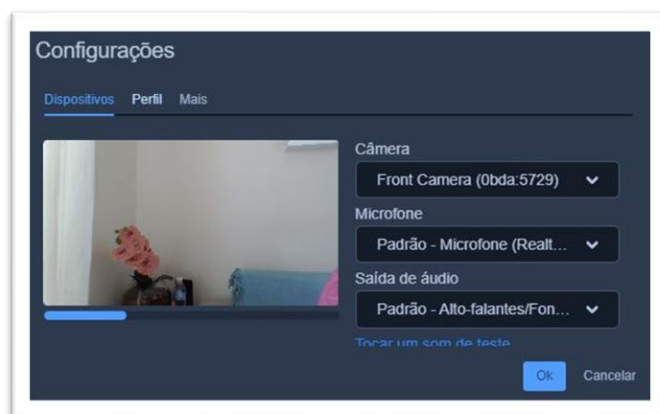 Configurações
Dispositivos Perfil Mais
Câmera
Front Camera (0bda:5729)
Microfone
Padrão - Microfone (Realt...
Saída de áudio
Padrão - Alto-falantes/Fon...
Tocar um som de teste
Ok Cancelar